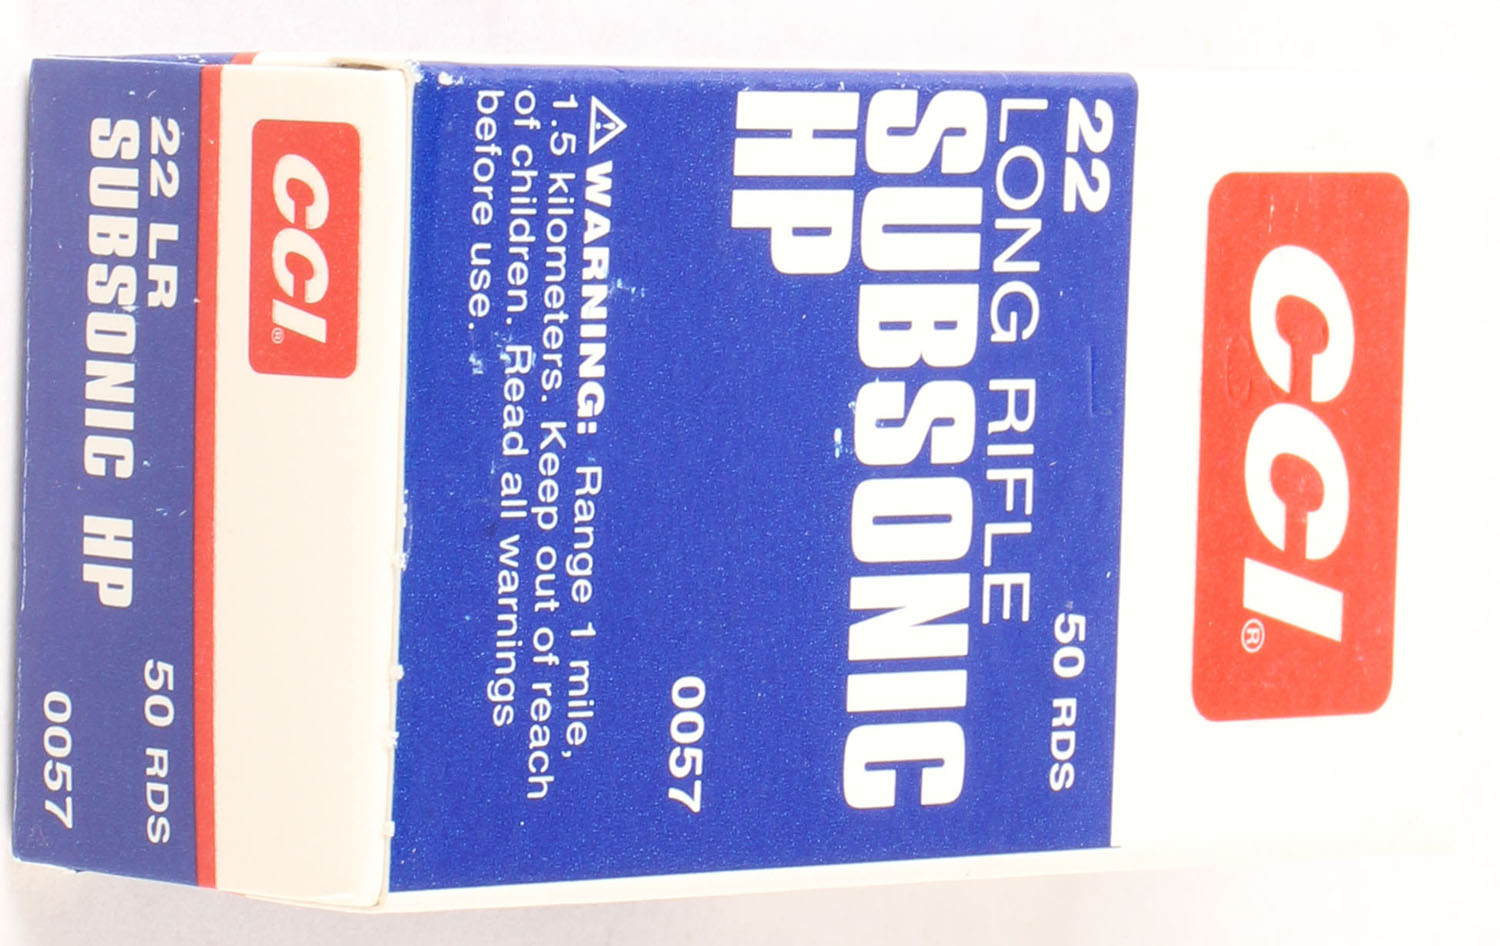 CCI®
22 50 RDS
LONG RIFLE
SUBSONIC
HP
0057
⚠WARNING: Range 1 mile,
1.5 kilometers. Keep out of reach
of children. Read all warnings
before use.
CCI®
22 LR 50 RDS
SUBSONIC HP
0057